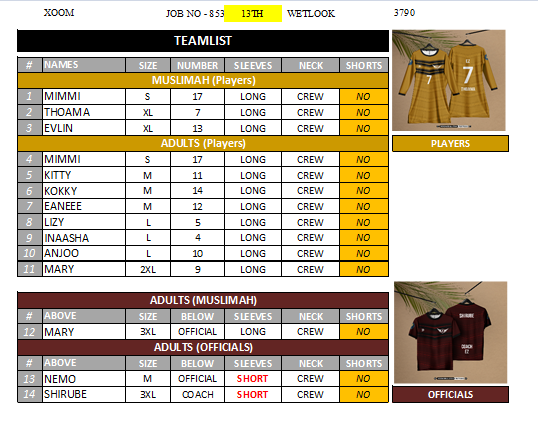 XOOM JOB NO - 853 13TH WETLOOK 3790
TEAMLIST
# NAMES SIZE NUMBER SLEEVES NECK SHORTS
MUSLIMAH (Players)
1 MIMMI S 17 LONG CREW NO
2 THOAMA XL 7 LONG CREW NO
3 EVLIN XL 13 LONG CREW NO
ADULTS (Players)
PLAYERS
4 MIMMI S 17 LONG CREW NO
5 KITTY M 11 LONG CREW NO
6 KOKKY M 14 LONG CREW NO
7 EANEEE M 12 LONG CREW NO
8 LIZY L 5 LONG CREW NO
9 INAASHA L 4 LONG CREW NO
10 ANJOO L 10 LONG CREW NO
11 MARY 2XL 9 LONG CREW NO
ADULTS (MUSLIMAH)
# ABOVE SIZE BELOW SLEEVES NECK SHORTS
12 MARY 3XL OFFICIAL LONG CREW NO
ADULTS (OFFICIALS)
# ABOVE SIZE BELOW SLEEVES NECK SHORTS
13 NEMO M OFFICIAL SHORT CREW NO
14 SHIRUBE 3XL COACH SHORT CREW NO
OFFICIALS
7
7
SHIRUBE
COACH